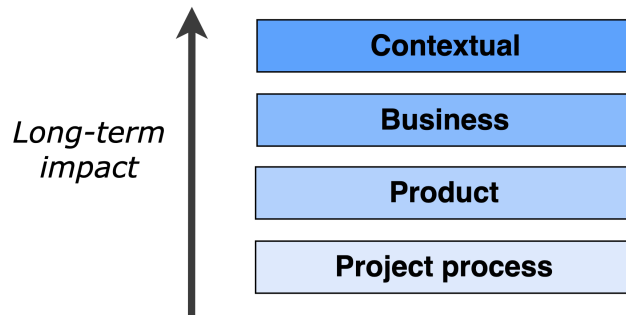 Contextual
Business
Long-term
impact
Product
Project process